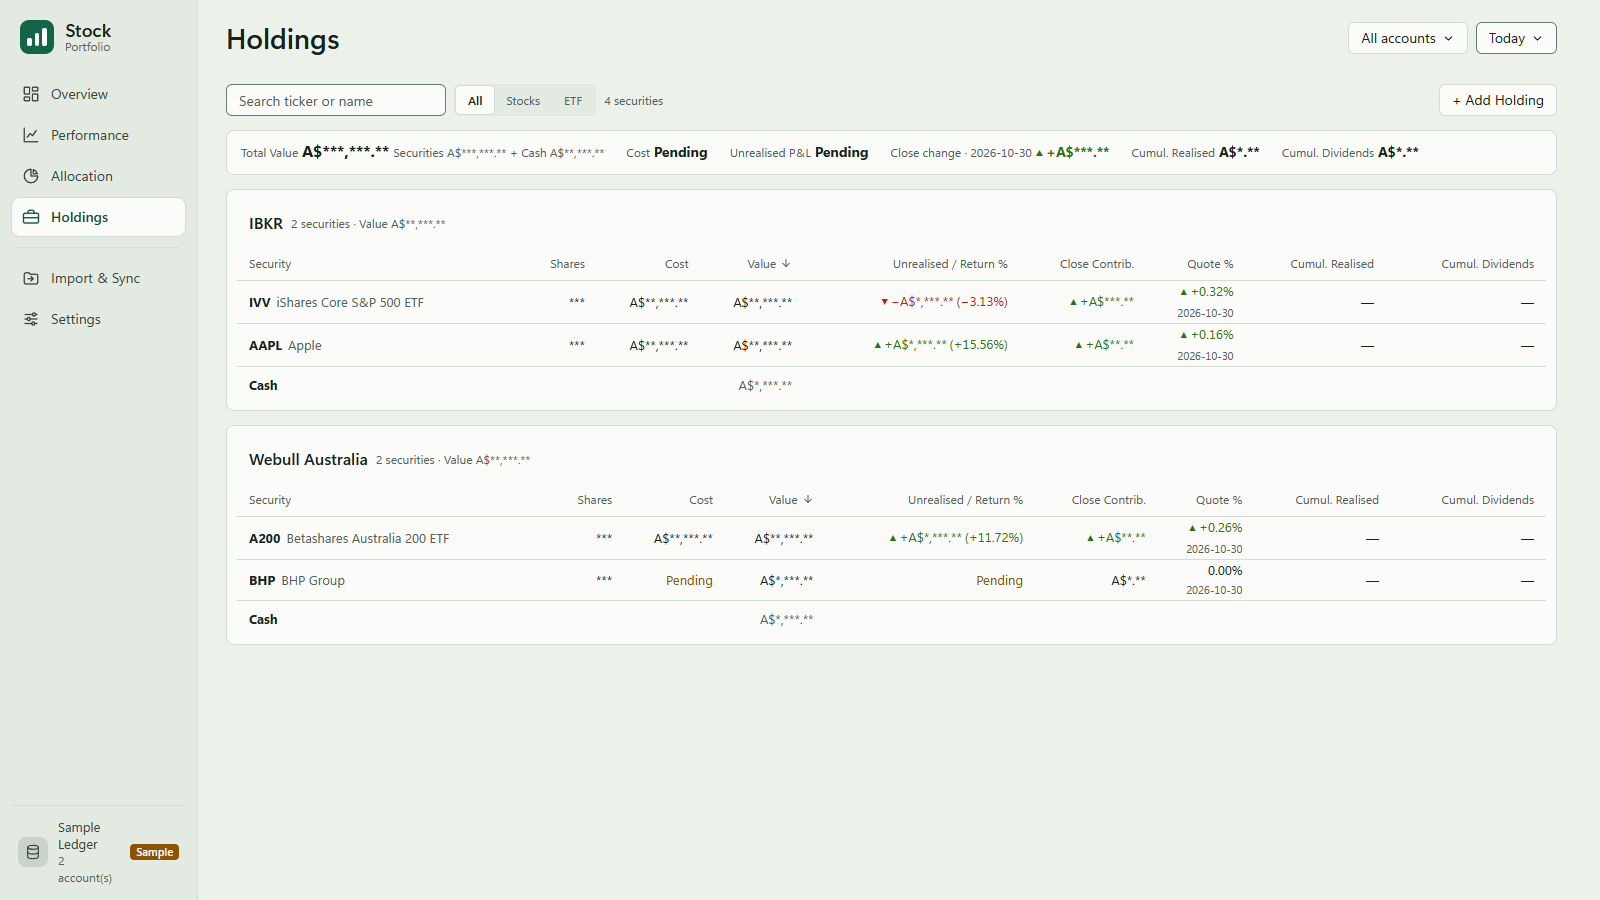 Stock
Portfolio
Overview
Performance
Allocation
Holdings
Import & Sync
Settings
Sample Ledger
2 account(s)
Sample
Holdings
All accounts
Today
Search ticker or name
All Stocks ETF 4 securities
+ Add Holding
Total Value A$***,***.** Securities A$***,***.** + Cash A$**,***.** Cost Pending Unrealised P&L Pending Close change · 2026-10-30 ▲ +A$***.** Cumul. Realised A$*.** Cumul. Dividends A$*.**
IBKR 2 securities · Value A$**,***.**
Security Shares Cost Value ↓ Unrealised / Return % Close Contrib. Quote % Cumul. Realised Cumul. Dividends
IVV iShares Core S&P 500 ETF *** A$**,***.** A$**,***.** ▼ −A$*,***.** (−3.13%) ▲ +A$***.** ▲ +0.32% 2026-10-30 — —
AAPL Apple *** A$**,***.** A$**,***.** ▲ +A$*,***.** (+15.56%) ▲ +A$**.** ▲ +0.16% 2026-10-30 — —
Cash A$*,***.**
Webull Australia 2 securities · Value A$**,***.**
Security Shares Cost Value ↓ Unrealised / Return % Close Contrib. Quote % Cumul. Realised Cumul. Dividends
A200 Betashares Australia 200 ETF *** A$**,***.** A$**,***.** ▲ +A$*,***.** (+11.72%) ▲ +A$**.** ▲ +0.26% 2026-10-30 — —
BHP BHP Group *** Pending A$*,***.** Pending A$*.** 0.00% 2026-10-30 — —
Cash A$*,***.**